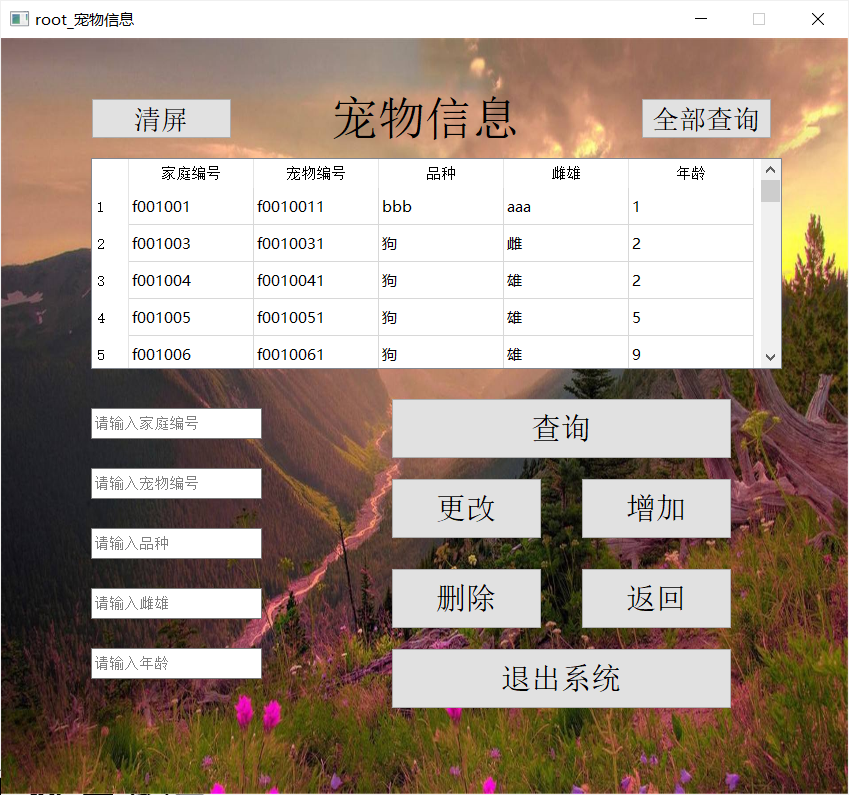 root_宠物信息
清屏 宠物信息 全部查询
家庭编号 宠物编号 品种 雌雄 年龄
1 f001001 f0010011 bbb aaa 1
2 f001003 f0010031 狗 雌 2
3 f001004 f0010041 狗 雄 2
4 f001005 f0010051 狗 雄 5
5 f001006 f0010061 狗 雄 9
请输入家庭编号 查询
请输入宠物编号 更改 增加
请输入品种
请输入雌雄 删除 返回
请输入年龄 退出系统